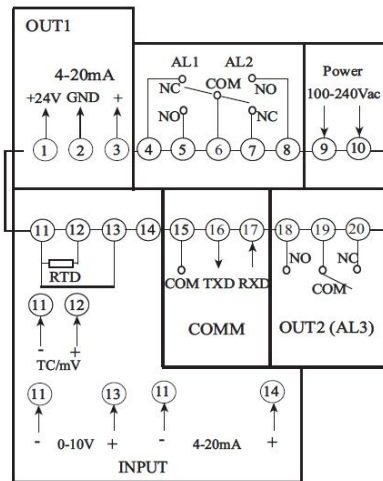 OUT1
4-20mA
+24V GND +
1 2 3
AL1 AL2
NC COM NO
NO NC
4 5 6 7 8
Power
100-240Vac
9 10
11 12 13 14
RTD
11 12
- +
TC/mV
15 16 17
COM TXD RXD
COMM
18 19 20
NO NC
COM
OUT2 (AL3)
11 13 11 14
- 0-10V + - 4-20mA +
INPUT